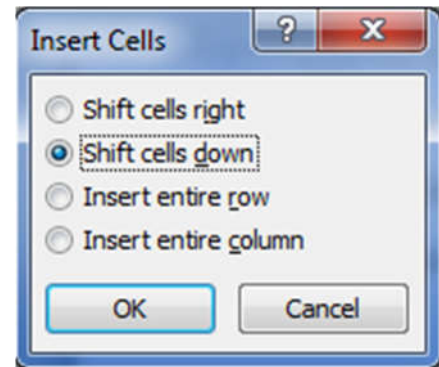 Insert Cells
Shift cells right
Shift cells down
Insert entire row
Insert entire column
OK Cancel